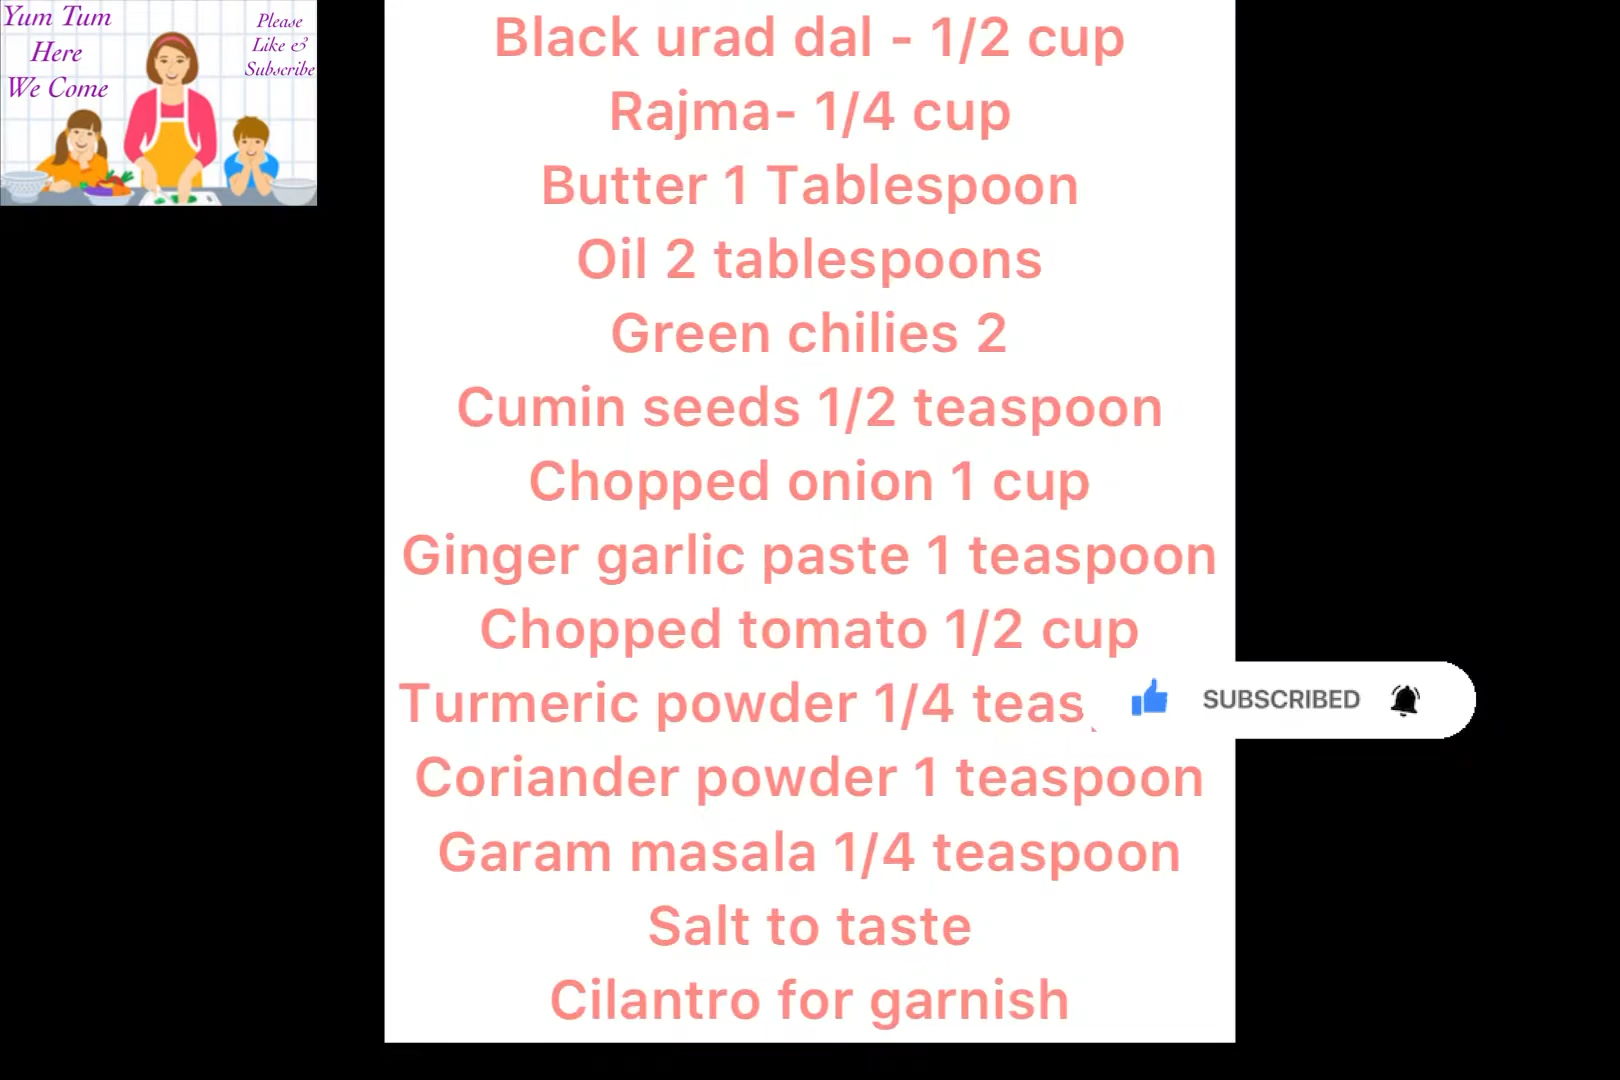 Yum Tum
Here
We Come
Please
Like &
Subscribe
Black urad dal - 1/2 cup
Rajma- 1/4 cup
Butter 1 Tablespoon
Oil 2 tablespoons
Green chilies 2
Cumin seeds 1/2 teaspoon
Chopped onion 1 cup
Ginger garlic paste 1 teaspoon
Chopped tomato 1/2 cup
Turmeric powder 1/4 teas
SUBSCRIBED
Coriander powder 1 teaspoon
Garam masala 1/4 teaspoon
Salt to taste
Cilantro for garnish